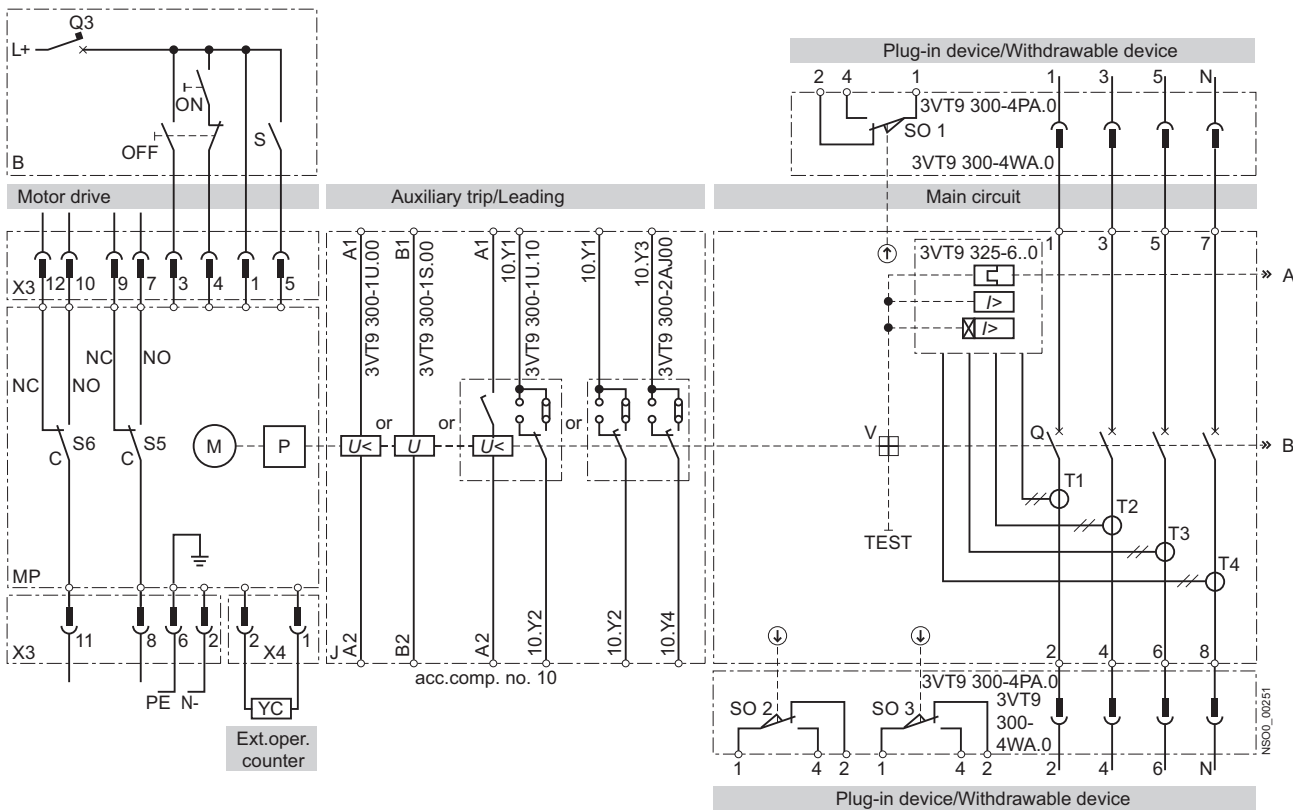 Q3
L+
ON
OFF
S
B
Plug-in device/Withdrawable device
2 4 1 1 3 5 N
3VT9 300-4PA.0
SO 1
3VT9 300-4WA.0
Motor drive
Auxiliary trip/Leading
Main circuit
X3 12 10 9 7 3 4 1 5
A1
3VT9 300-1U.00
B1
3VT9 300-1S.00
A1
10.Y1
3VT9 300-1U.10
10.Y1
10.Y3
3VT9 300-2AJ00
1 3 5 7
3VT9 325-6..0
I>
I>
» A
NC NO
NC NO
S6
C
S5
C
M
P
U< or U or U< or
V
Q
» B
T1
T2
T3
T4
TEST
MP
X3 11 8 6 2
2 X4 1
PE N-
YC
Ext.oper.
counter
J
A2
B2
A2
10.Y2
10.Y2
10.Y4
acc.comp. no. 10
2 4 6 8
3VT9 300-4PA.0
3VT9
300-
4WA.0
SO 2
SO 3
1 4 2 1 4 2 2 4 6 N
NSO0_00251
Plug-in device/Withdrawable device